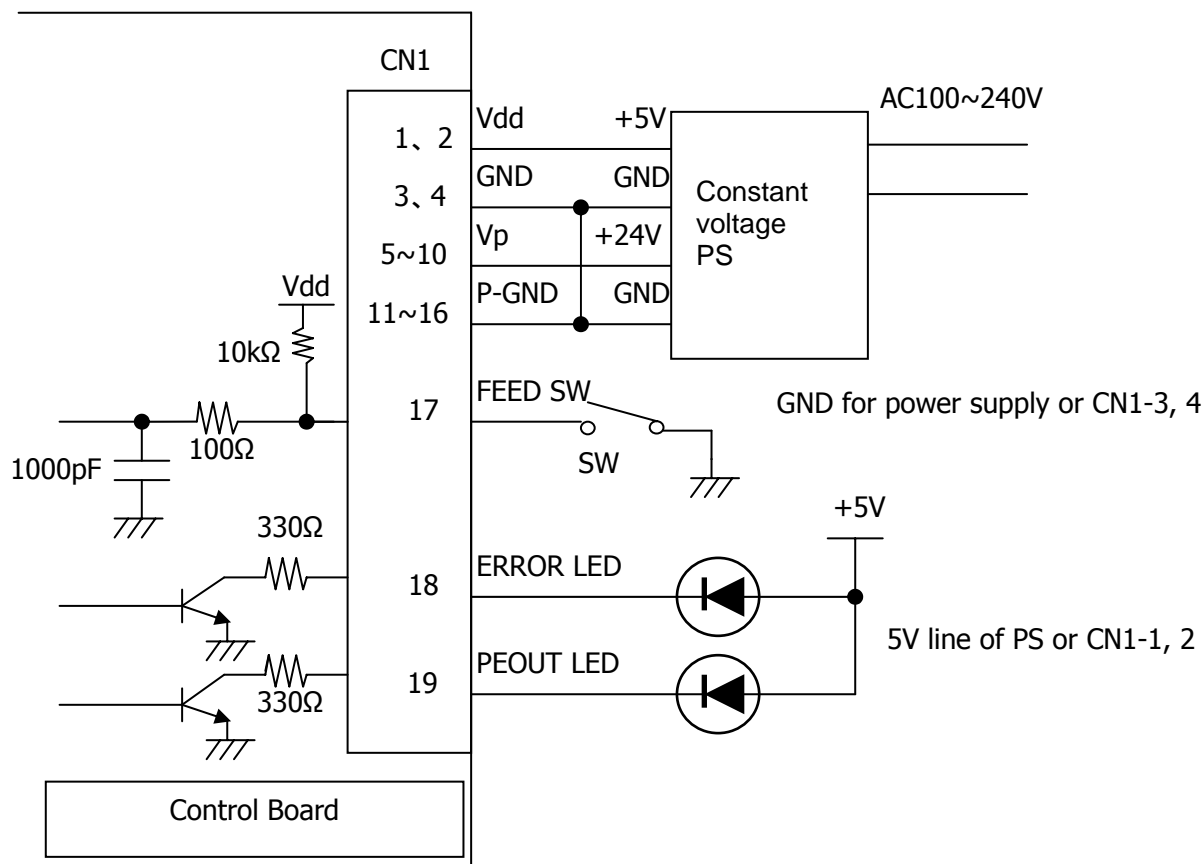 CN1
AC100~240V
1、2
Vdd
+5V
3、4
GND
GND
Constant
voltage
PS
5~10
Vp
+24V
11~16
P-GND
GND
Vdd
10kΩ
17
FEED SW
SW
GND for power supply or CN1-3, 4
100Ω
1000pF
+5V
330Ω
18
ERROR LED
5V line of PS or CN1-1, 2
330Ω
19
PEOUT LED
Control Board